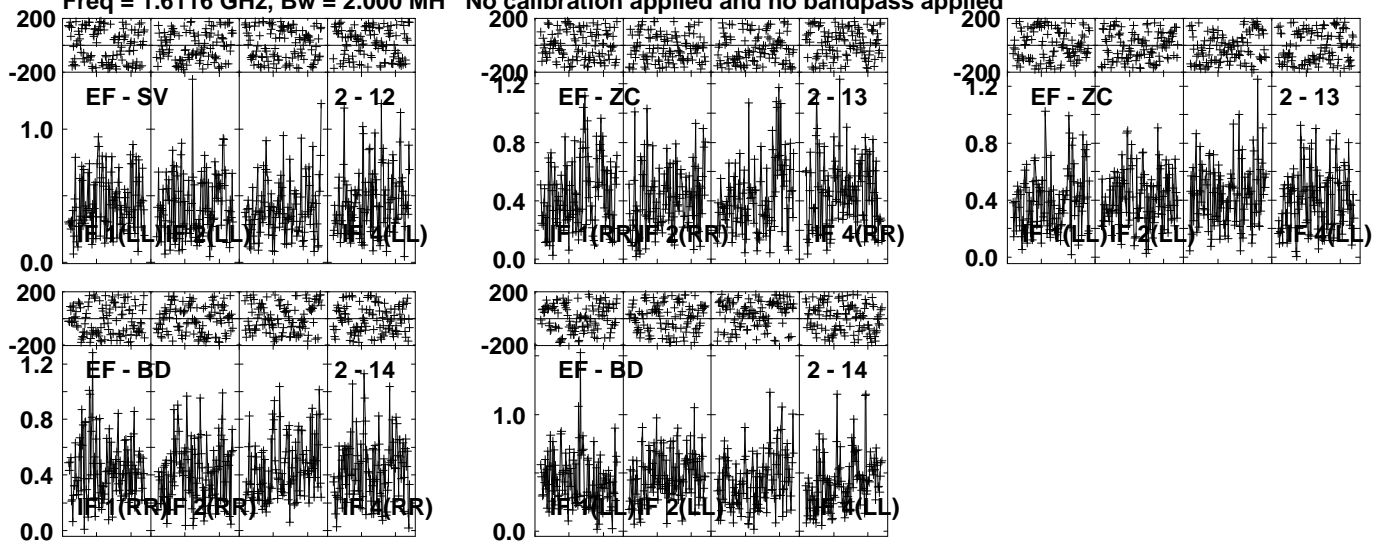 Freq = 1.6116 GHz, Bw = 2.000 MH No calibration applied and no bandpass applied
200 200 200
-200 -200 -200
EF - SV 2 - 12 1.2 EF - ZC 2 - 13 1.2 EF - ZC 2 - 13
1.0 0.8 0.8
0.4 0.4
IF 1(LL) IF 2(LL) IF 4(LL) IF 1(RR) IF 2(RR) IF 4(RR) IF 1(LL) IF 2(LL) IF 4(LL)
0.0 0.0 0.0
200 200
-200 -200
1.2 EF - BD 2 - 14 EF - BD 2 - 14
0.8 1.0
0.4
IF 1(RR) IF 2(RR) IF 4(RR) IF 1(LL) IF 2(LL) IF 4(LL)
0.0 0.0